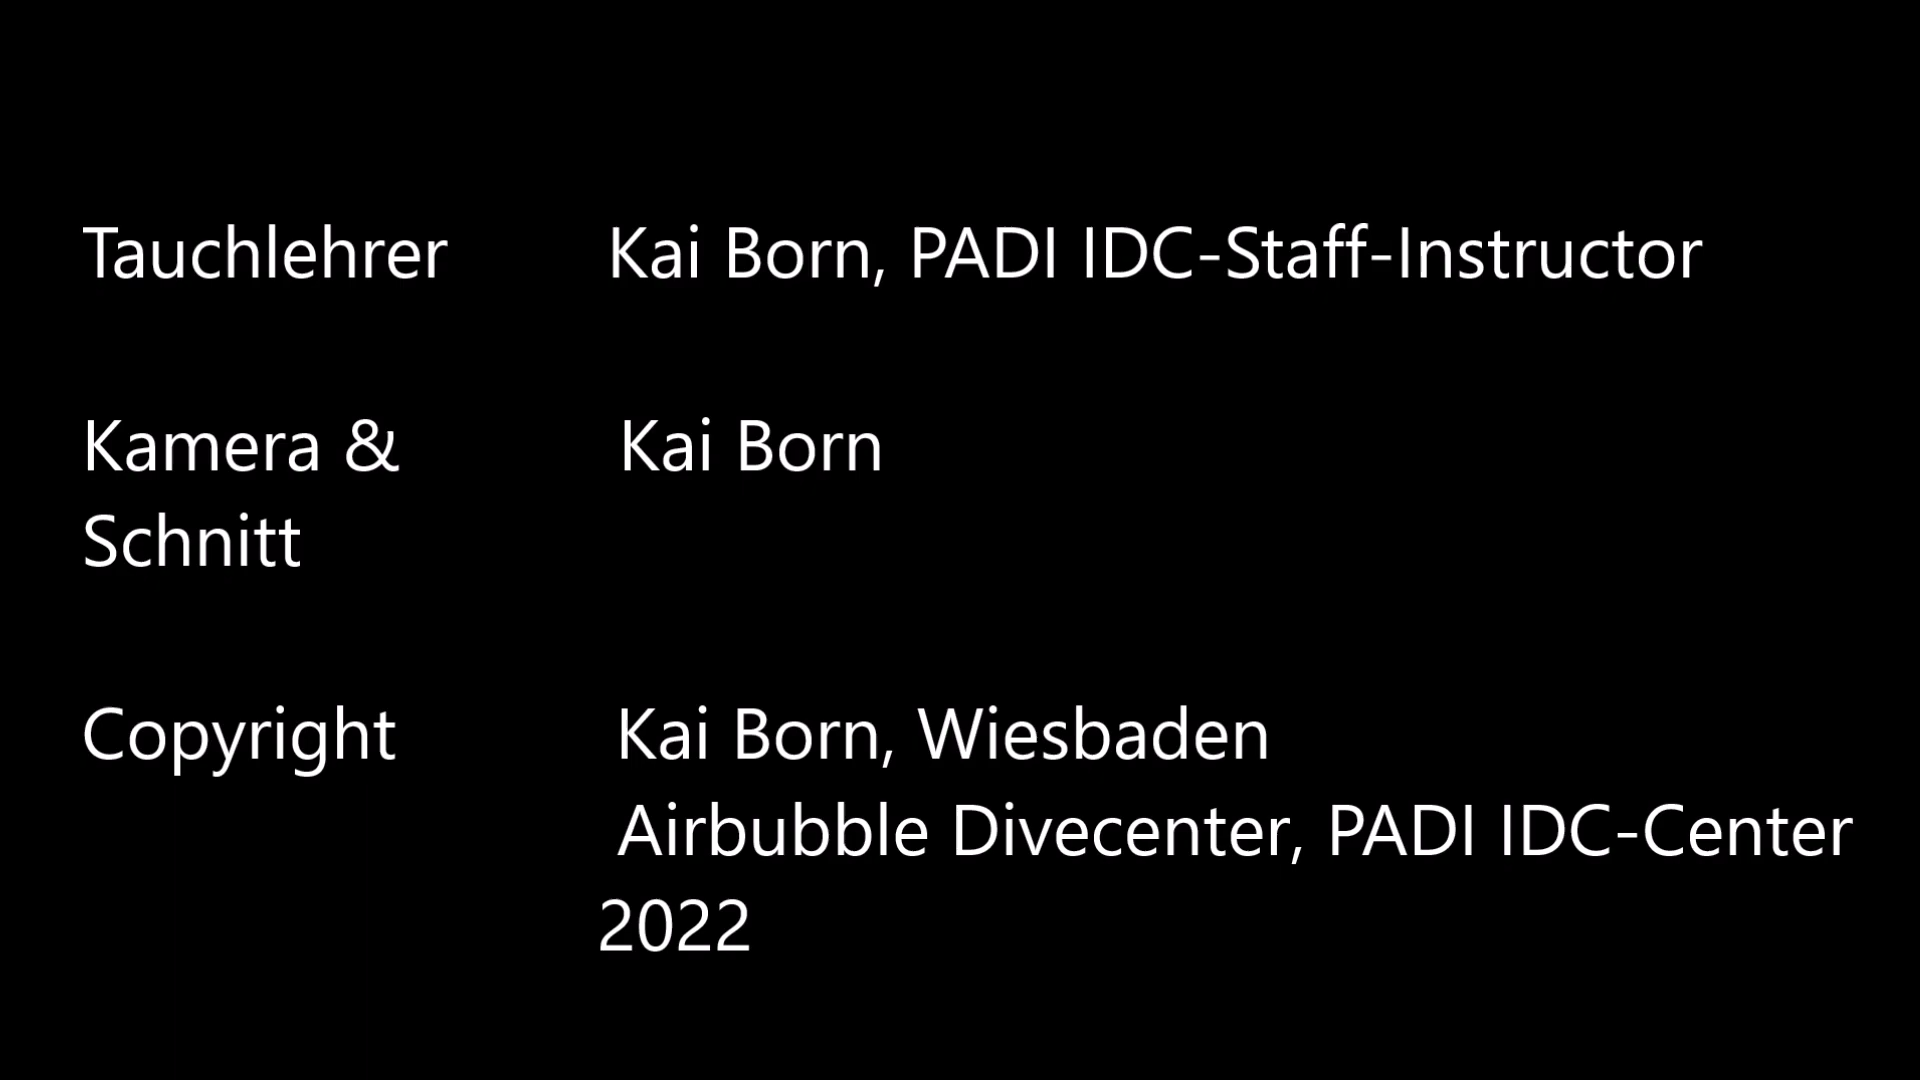 Tauchlehrer Kai Born, PADI IDC-Staff-Instructor
Kamera & Kai Born
Schnitt
Copyright Kai Born, Wiesbaden
Airbubble Divecenter, PADI IDC-Center
2022